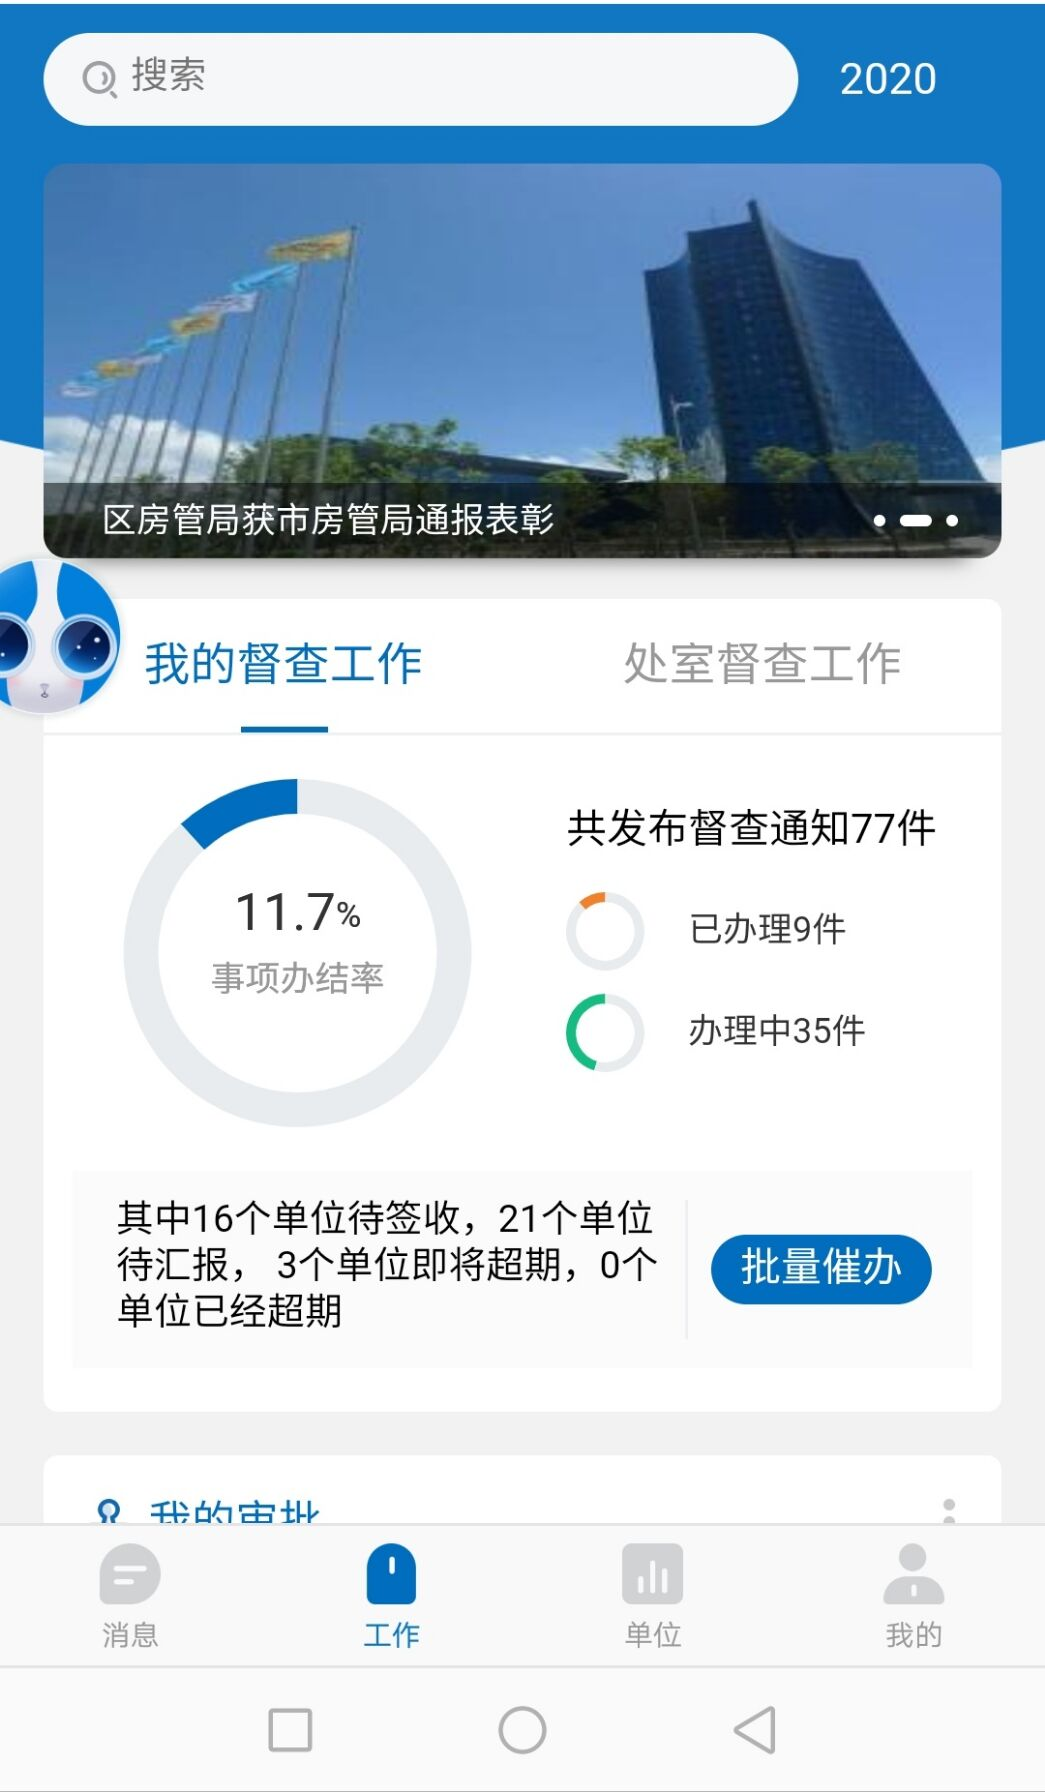 搜索
2020
区房管局获市房管局通报表彰
我的督查工作
处室督查工作
11.7%
事项办结率
共发布督查通知77件
已办理9件
办理中35件
其中16个单位待签收，21个单位
待汇报， 3个单位即将超期，0个
单位已经超期
批量催办
我的审批
消息
工作
单位
我的